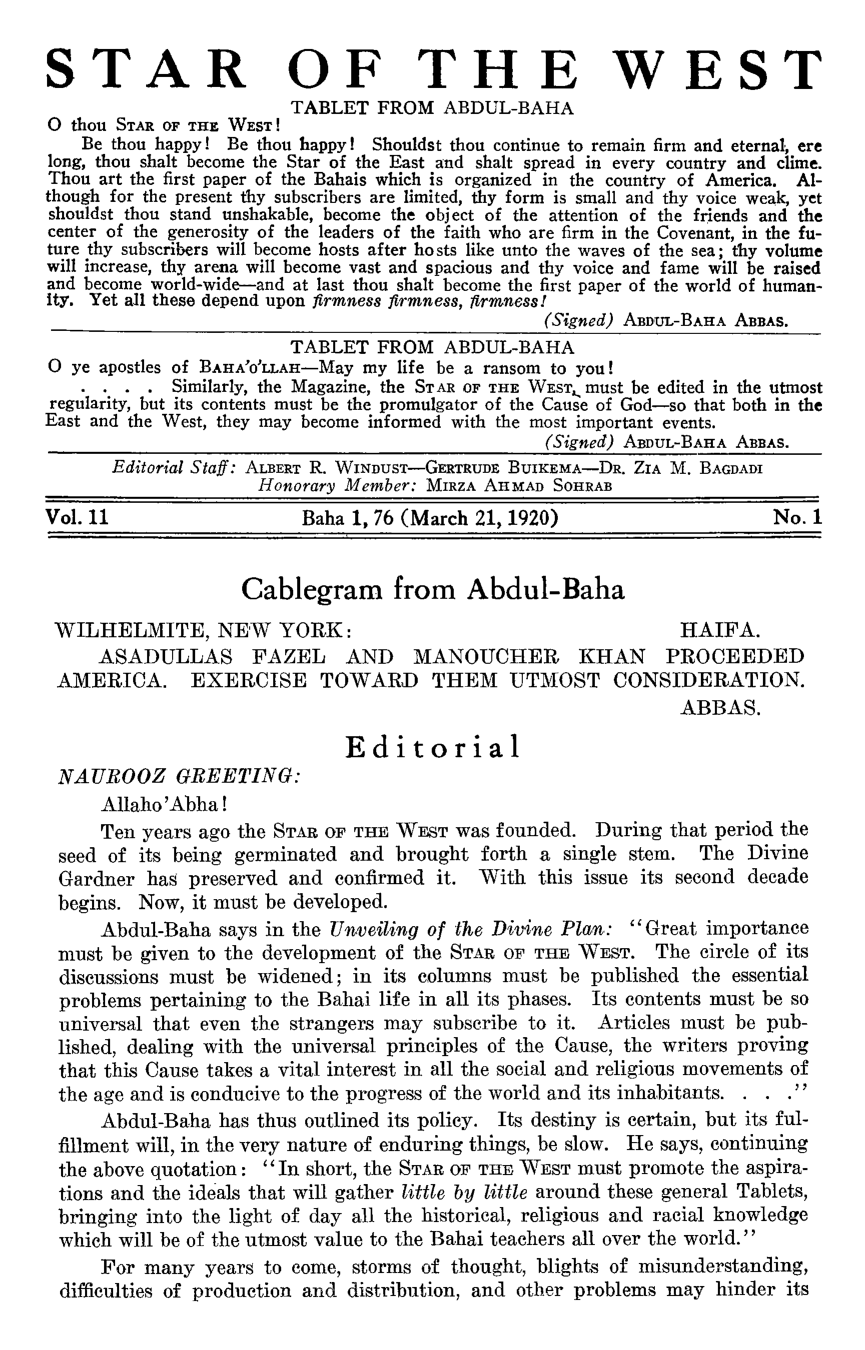 STAR OF THE WEST
TABLET FROM ABDUL-BAHA
O thou STAR OF THE WEST!
Be thou happy! Be thou happy! Shouldst thou continue to remain firm and eternal, ere
long, thou shalt become the Star of the East and shalt spread in every country and clime.
Thou art the first paper of the Bahais which is organized in the country of America. Al-
though for the present thy subscribers are limited, thy form is small and thy voice weak, yet
shouldst thou stand unshakable, become the object of the attention of the friends and the
center of the generosity of the leaders of the faith who are firm in the Covenant, in the fu-
ture thy subscribers will become hosts after hosts like unto the waves of the sea; thy volume
will increase, thy arena will become vast and spacious and thy voice and fame will be raised
and become world-wide—and at last thou shalt become the first paper of the world of human-
ity. Yet all these depend upon firmness firmness, firmness!
(Signed) ABDUL-BAHA ABBAS.
TABLET FROM ABDUL-BAHA
O ye apostles of BAHA'O'LLAH—May my life be a ransom to you!
. . . . Similarly, the Magazine, the STAR OF THE WEST, must be edited in the utmost
regularity, but its contents must be the promulgator of the Cause of God—so that both in the
East and the West, they may become informed with the most important events.
(Signed) ABDUL-BAHA ABBAS.
Editorial Staff: ALBERT R. WINDUST—GERTRUDE BUIKEMA—DR. ZIA M. BAGDADI
Honorary Member: MIRZA AHMAD SOHRAB
Vol. 11 Baha 1, 76 (March 21, 1920) No. 1
Cablegram from Abdul-Baha
WILHELMITE, NEW YORK: HAIFA.
ASADULLAS FAZEL AND MANOUCHER KHAN PROCEEDED
AMERICA. EXERCISE TOWARD THEM UTMOST CONSIDERATION.
ABBAS.
Editorial
NAUROOZ GREETING:
Allaho'Abha!
Ten years ago the STAR OF THE WEST was founded. During that period the
seed of its being germinated and brought forth a single stem. The Divine
Gardner has preserved and confirmed it. With this issue its second decade
begins. Now, it must be developed.
Abdul-Baha says in the Unveiling of the Divine Plan: "Great importance
must be given to the development of the STAR OF THE WEST. The circle of its
discussions must be widened; in its columns must be published the essential
problems pertaining to the Bahai life in all its phases. Its contents must be so
universal that even the strangers may subscribe to it. Articles must be pub-
lished, dealing with the universal principles of the Cause, the writers proving
that this Cause takes a vital interest in all the social and religious movements of
the age and is conducive to the progress of the world and its inhabitants. . . ."
Abdul-Baha has thus outlined its policy. Its destiny is certain, but its ful-
fillment will, in the very nature of enduring things, be slow. He says, continuing
the above quotation: "In short, the STAR OF THE WEST must promote the aspira-
tions and the ideals that will gather little by little around these general Tablets,
bringing into the light of day all the historical, religious and racial knowledge
which will be of the utmost value to the Bahai teachers all over the world."
For many years to come, storms of thought, blights of misunderstanding,
difficulties of production and distribution, and other problems may hinder its